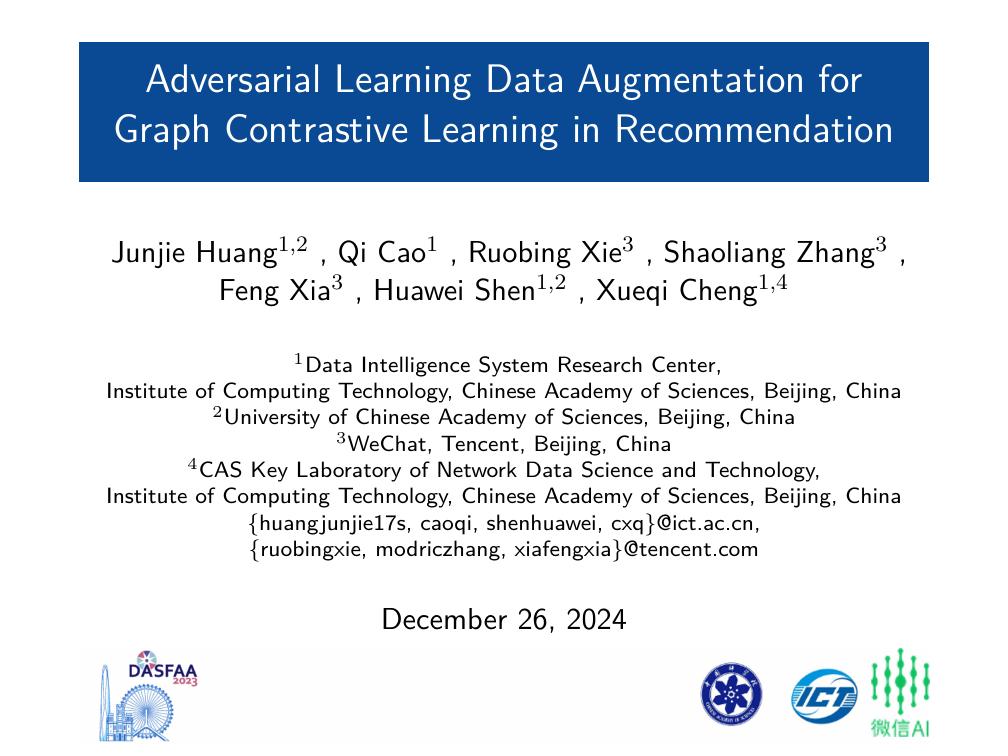 Adversarial Learning Data Augmentation for
Graph Contrastive Learning in Recommendation
Junjie Huang1,2 , Qi Cao1 , Ruobing Xie3 , Shaoliang Zhang3 ,
Feng Xia3 , Huawei Shen1,2 , Xueqi Cheng1,4
1Data Intelligence System Research Center,
Institute of Computing Technology, Chinese Academy of Sciences, Beijing, China
2University of Chinese Academy of Sciences, Beijing, China
3WeChat, Tencent, Beijing, China
4CAS Key Laboratory of Network Data Science and Technology,
Institute of Computing Technology, Chinese Academy of Sciences, Beijing, China
{huangjunjie17s, caoqi, shenhuawei, cxq}@ict.ac.cn,
{ruobingxie, modriczhang, xiafengxia}@tencent.com
December 26, 2024
DASFAA
2023
ICT
微信AI